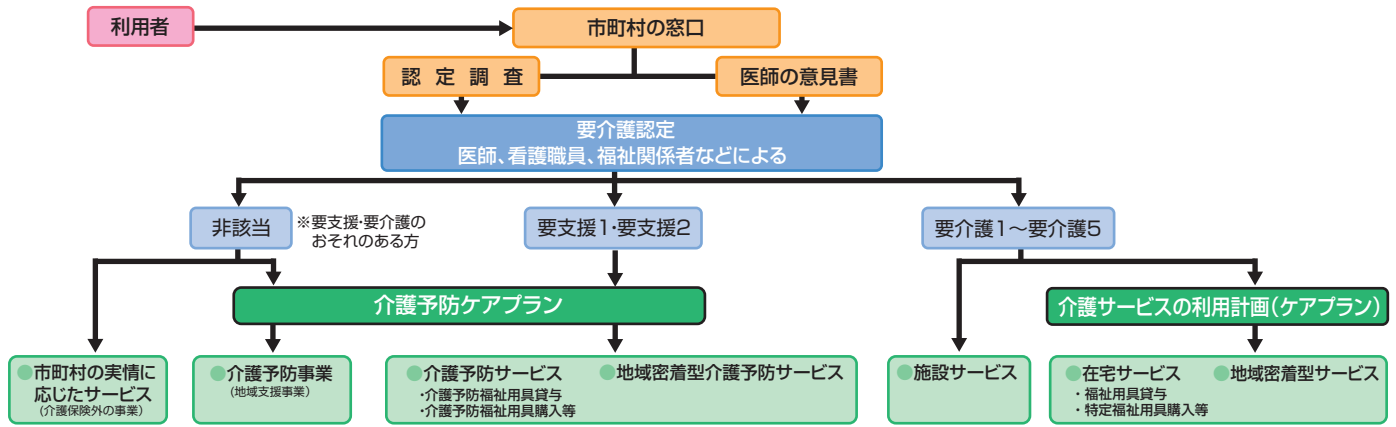 利用者
市町村の窓口
認定調査
医師の意見書
要介護認定
医師、看護職員、福祉関係者などによる
非該当
※要支援・要介護の
おそれのある方
要支援1・要支援2
要介護1～要介護5
介護予防ケアプラン
介護サービスの利用計画(ケアプラン)
●市町村の実情に
応じたサービス
(介護保険外の事業)
●介護予防事業
(地域支援事業)
●介護予防サービス
・介護予防福祉用具貸与
・介護予防福祉用具購入等
●地域密着型介護予防サービス
●施設サービス
●在宅サービス
・福祉用具貸与
・特定福祉用具購入等
●地域密着型サービス